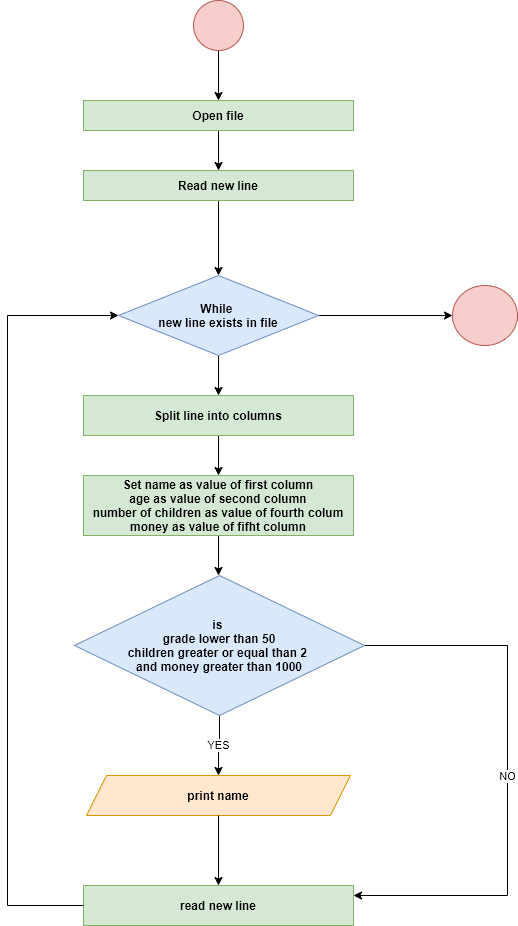 Open file
Read new line
While
new line exists in file
Split line into columns
Set name as value of first column
age as value of second column
number of children as value of fourth colum
money as value of fifht column
is
grade lower than 50
children greater or equal than 2
and money greater than 1000
YES
NO
print name
read new line